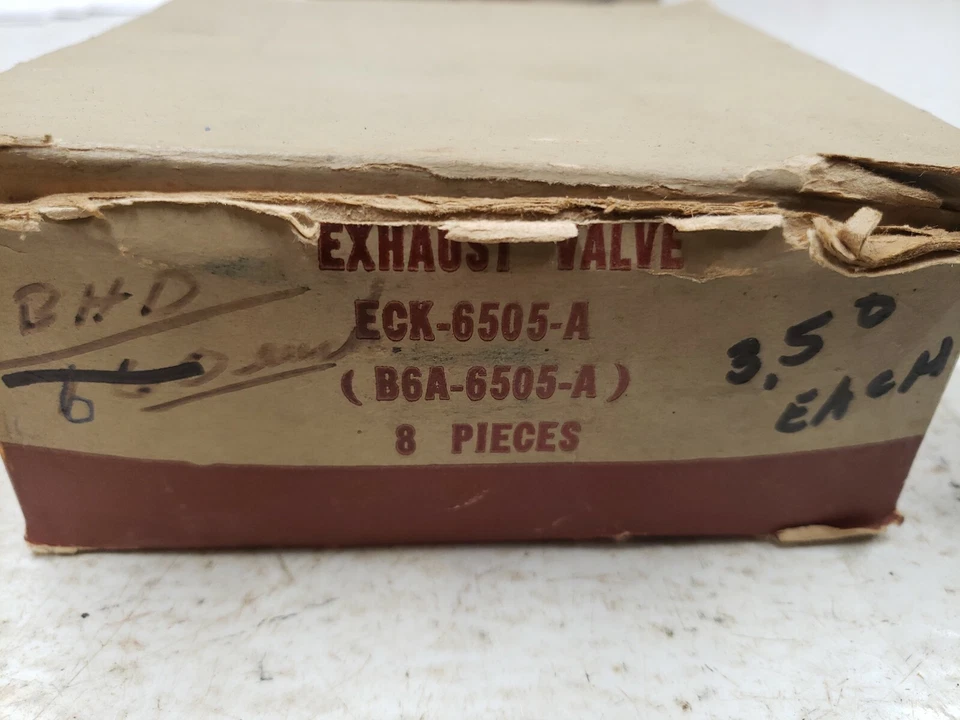 EXHAUST VALVE
ECK-6505-A
(B6A-6505-A)
8 PIECES
BHD
6
3.50
EACH